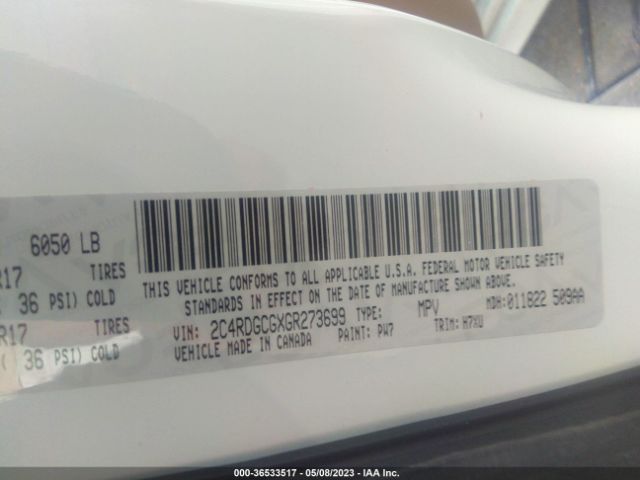 6050 LB
R17 TIRES
36 PSI) COLD
R17 TIRES
( 36 PSI) COLD
THIS VEHICLE CONFORMS TO ALL APPLICABLE U.S.A. FEDERAL MOTOR VEHICLE SAFETY
STANDARDS IN EFFECT ON THE DATE OF MANUFACTURE SHOWN ABOVE.
VIN: 2C4RDGCGXGR273699 TYPE: MPV MDH: 011822 509AA
VEHICLE MADE IN CANADA PAINT: PW7 TRIM: H7XU
000-36533517 - 05/08/2023 - IAA Inc.